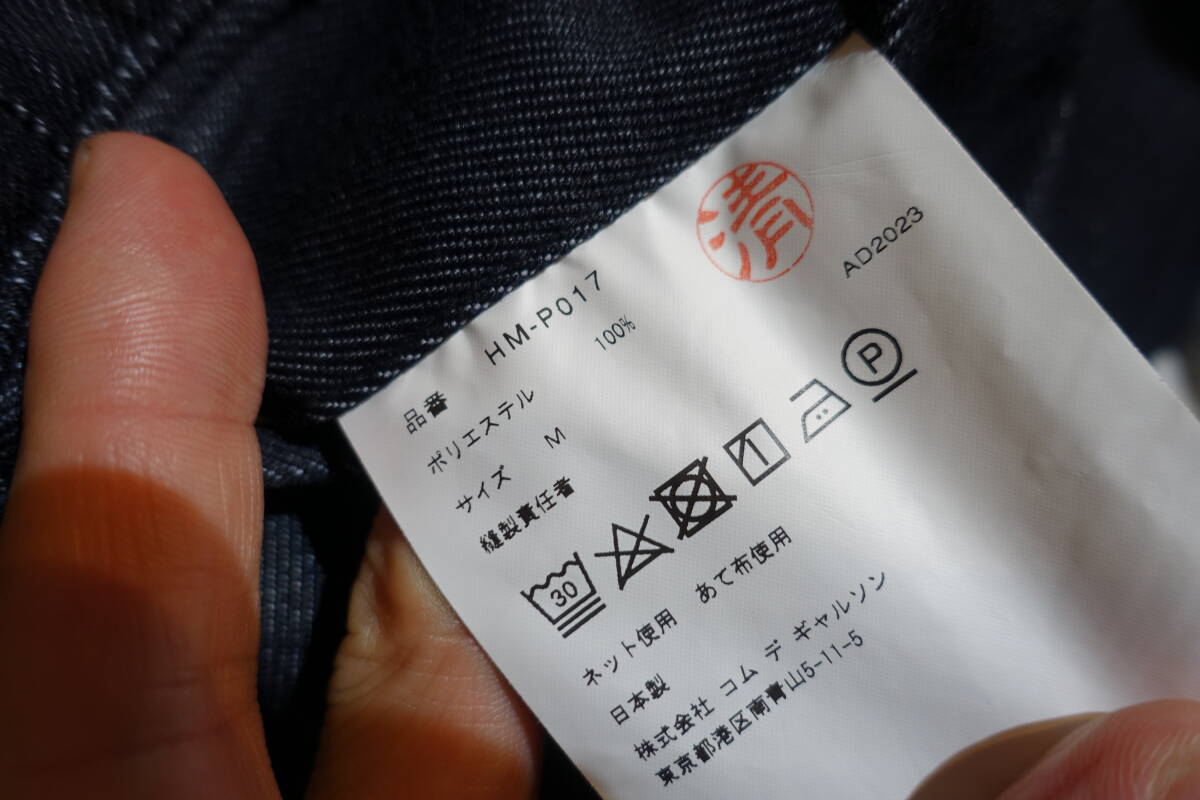 清
AD2023
品番 HM-P017
ポリエステル 100%
サイズ M
縫製責任者
30
1
P
ネット使用 あて布使用
日本製
株式会社 コム デ ギャルソン
東京都港区南青山5-11-5